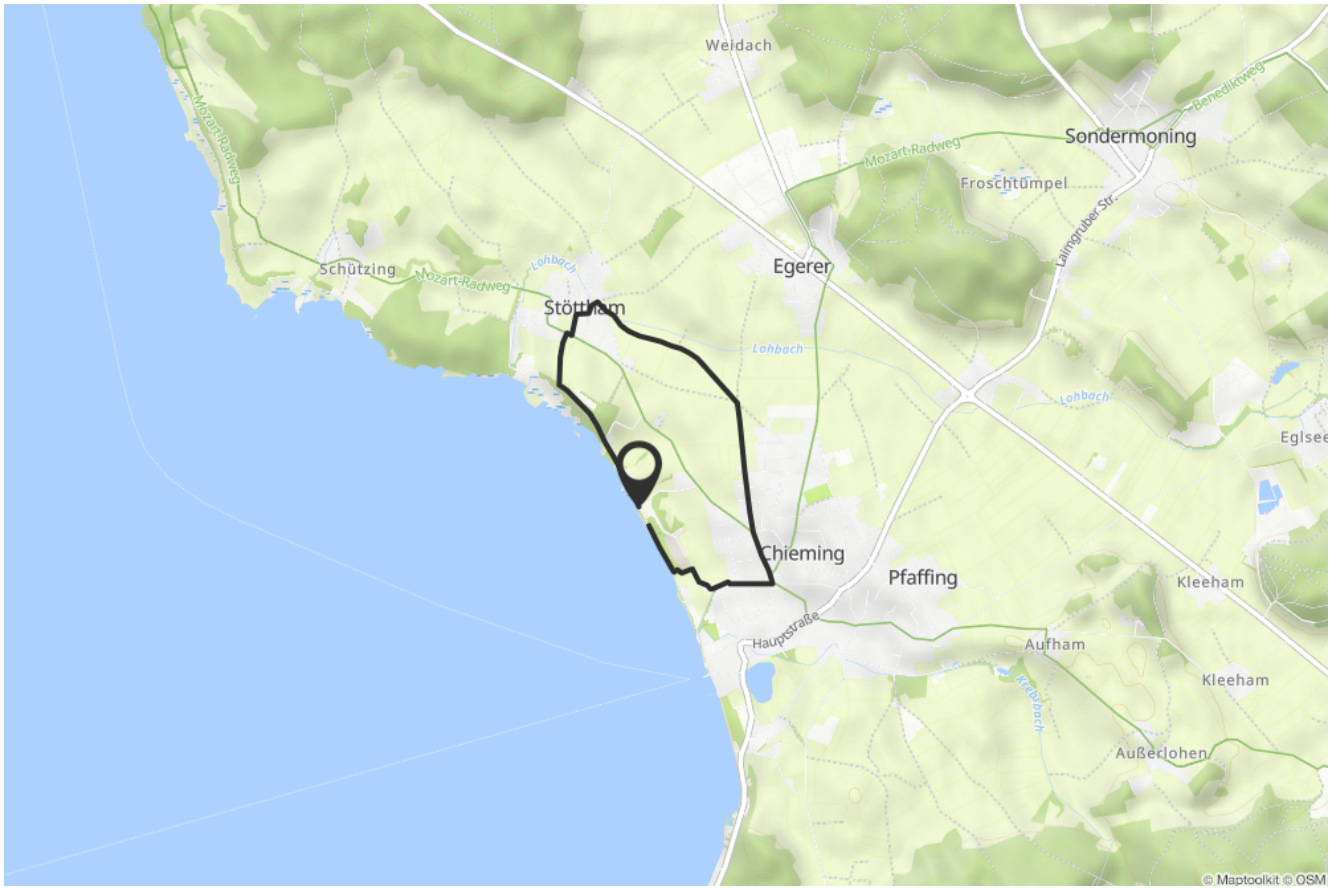 Weidach
Mozart-Radweg
Benediktweg
Sondermoning
Mozart-Radweg
Froschtümpel
Laimgruber Str.
Lohbach
Egerer
Schützing
Mozart-Radweg
Stöttham
Lohbach
Lohbach
Eglsee
Chieming
Pfaffing
Kleeham
Hauptstraße
Aufham
Kleeham
Krebsbach
Außerlohen
© Maptoolkit © OSM